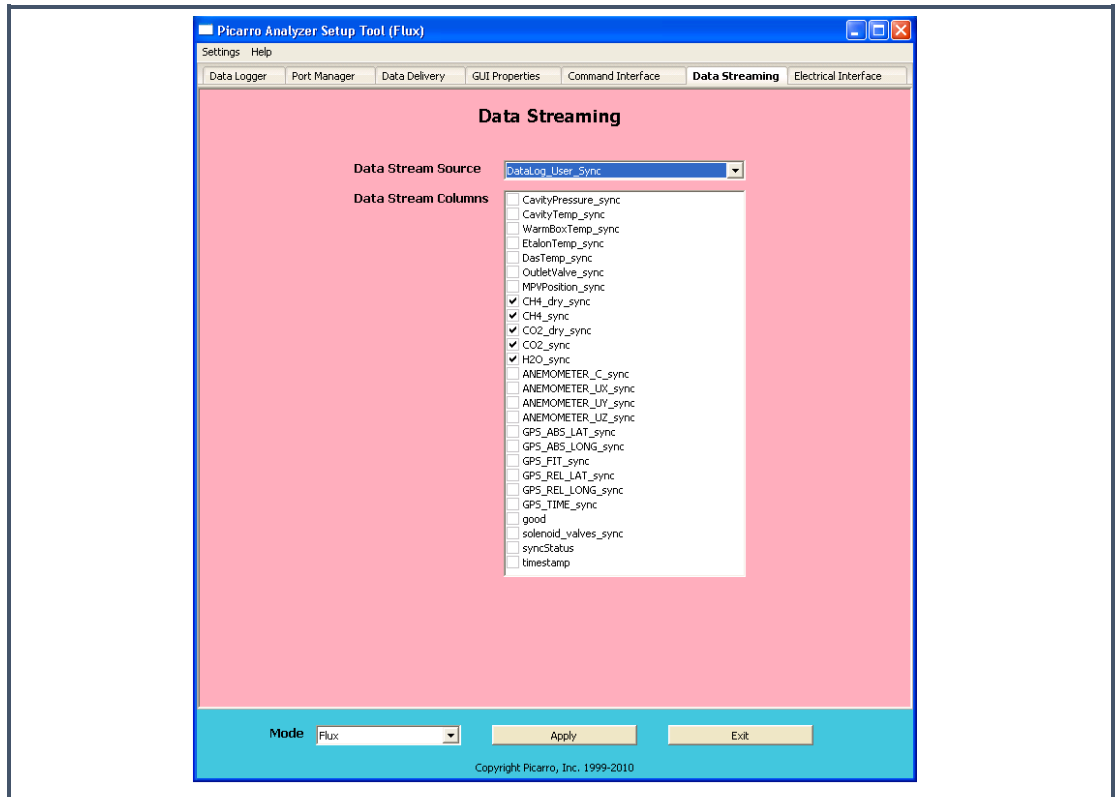 Picarro Analyzer Setup Tool (Flux)
Settings Help
Data Logger Port Manager Data Delivery GUI Properties Command Interface Data Streaming Electrical Interface
Data Streaming
Data Stream Source DataLog_User_Sync
Data Stream Columns
CavityPressure_sync
CavityTemp_sync
WarmBoxTemp_sync
EtalonTemp_sync
DasTemp_sync
OutletValve_sync
MPVPosition_sync
CH4_dry_sync
CH4_sync
CO2_dry_sync
CO2_sync
H2O_sync
ANEMOMETER_C_sync
ANEMOMETER_UX_sync
ANEMOMETER_UY_sync
ANEMOMETER_UZ_sync
GPS_ABS_LAT_sync
GPS_ABS_LONG_sync
GPS_FIT_sync
GPS_REL_LAT_sync
GPS_REL_LONG_sync
GPS_TIME_sync
good
solenoid_valves_sync
syncStatus
timestamp
Mode Flux Apply Exit
Copyright Picarro, Inc. 1999-2010